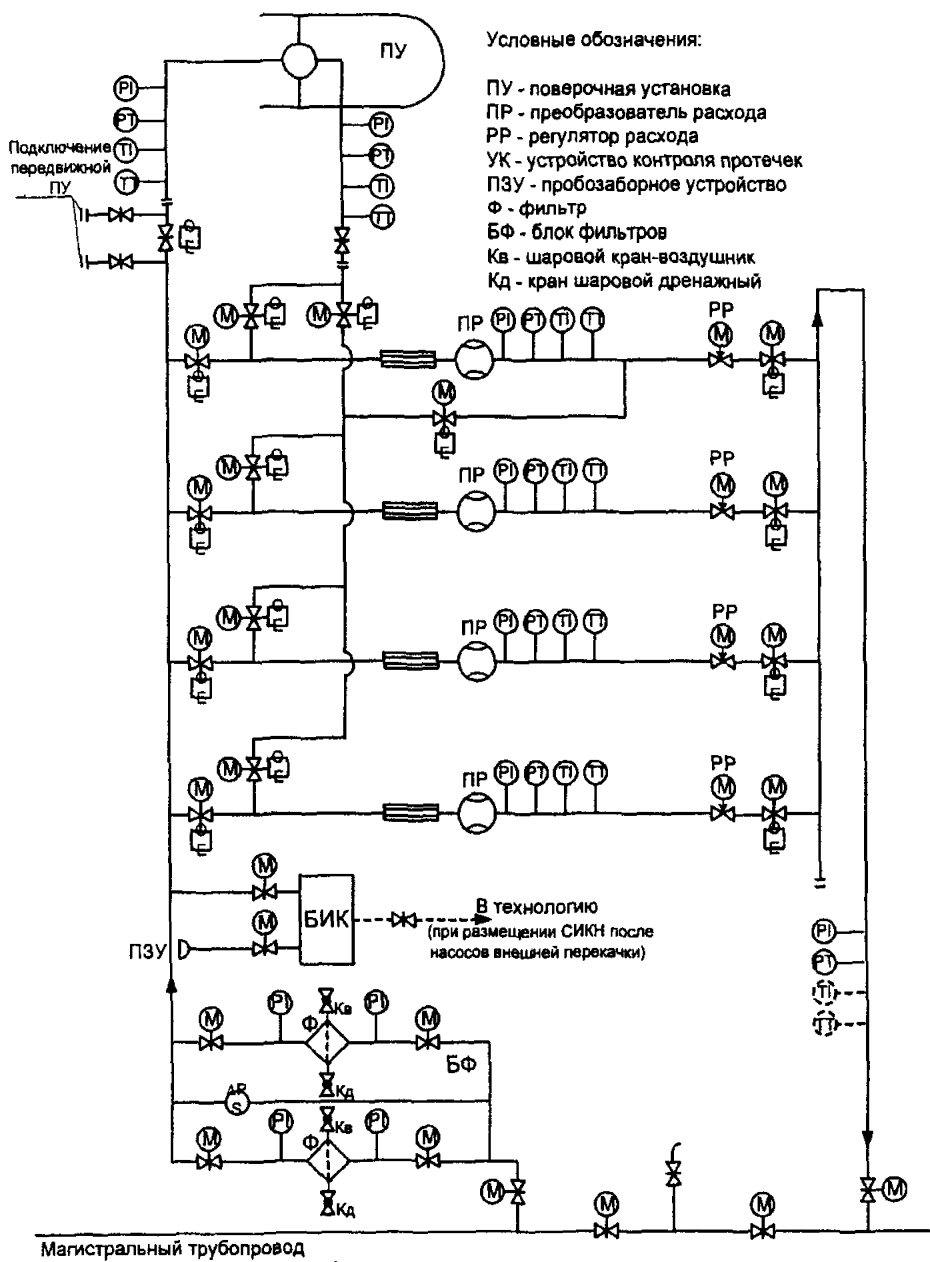 ПУ
Условные обозначения:
ПУ - поверочная установка
ПР - преобразователь расхода
РР - регулятор расхода
УК - устройство контроля протечек
ПЗУ - пробозаборное устройство
Ф - фильтр
БФ - блок фильтров
Кв - шаровой кран-воздушник
Кд - кран шаровой дренажный
PI
PT
TI
TT
Подключение
передвижной
ПУ
PI
PT
TI
TT
E
M E M E
M ПР PI PT TI TT РР M M
E E
M
E
M E
M ПР PI PT TI TT РР M M
E E
M E
M ПР PI PT TI TT РР M M
E E
M E
M ПР PI PT TI TT РР M M
E E
M
БИК
M
ПЗУ
В технологию
(при размещении СИКН после
насосов внешней перекачки)
PI
PT
TI
TT
M PI Ф Кв PI M
Кд
БФ
M PI Ф Кв PI M
Кд
M M M M
Магистральный трубопровод